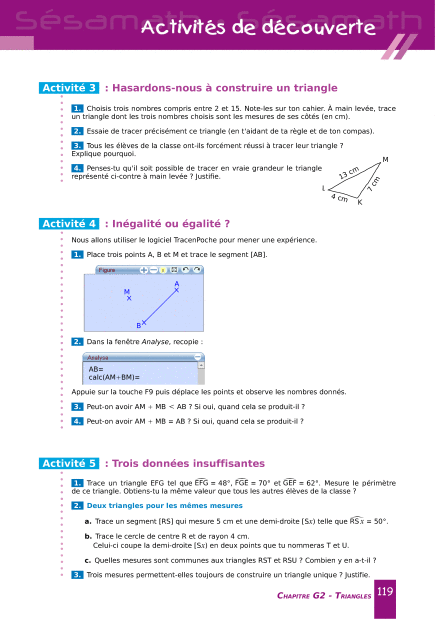 Sésamath Sésamath
Activités de découverte
Activité 3 : Hasardons-nous à construire un triangle
1. Choisis trois nombres compris entre 2 et 15. Note-les sur ton cahier. À main levée, trace
un triangle dont les trois nombres choisis sont les mesures de ses côtés (en cm).
2. Essaie de tracer précisément ce triangle (en t'aidant de ta règle et de ton compas).
3. Tous les élèves de la classe ont-ils forcément réussi à tracer leur triangle ?
Explique pourquoi.
4. Penses-tu qu'il soit possible de tracer en vraie grandeur le triangle
représenté ci-contre à main levée ? Justifie.
M
13 cm
7 cm
L
4 cm
K
Activité 4 : Inégalité ou égalité ?
Nous allons utiliser le logiciel TracenPoche pour mener une expérience.
1. Place trois points A, B et M et trace le segment [AB].
Figure
A
M
B
2. Dans la fenêtre Analyse, recopie :
Analyse
AB=
calc(AM+BM)=
Appuie sur la touche F9 puis déplace les points et observe les nombres donnés.
3. Peut-on avoir AM + MB < AB ? Si oui, quand cela se produit-il ?
4. Peut-on avoir AM + MB = AB ? Si oui, quand cela se produit-il ?
Activité 5 : Trois données insuffisantes
1. Trace un triangle EFG tel que EFG = 48°, FGE = 70° et GEF = 62°. Mesure le périmètre
de ce triangle. Obtiens-tu la même valeur que tous les autres élèves de la classe ?
2. Deux triangles pour les mêmes mesures
a. Trace un segment [RS] qui mesure 5 cm et une demi-droite [Sx) telle que RSx = 50°.
b. Trace le cercle de centre R et de rayon 4 cm.
Celui-ci coupe la demi-droite [Sx) en deux points que tu nommeras T et U.
c. Quelles mesures sont communes aux triangles RST et RSU ? Combien y en a-t-il ?
3. Trois mesures permettent-elles toujours de construire un triangle unique ? Justifie.
CHAPITRE G2 - TRIANGLES 119